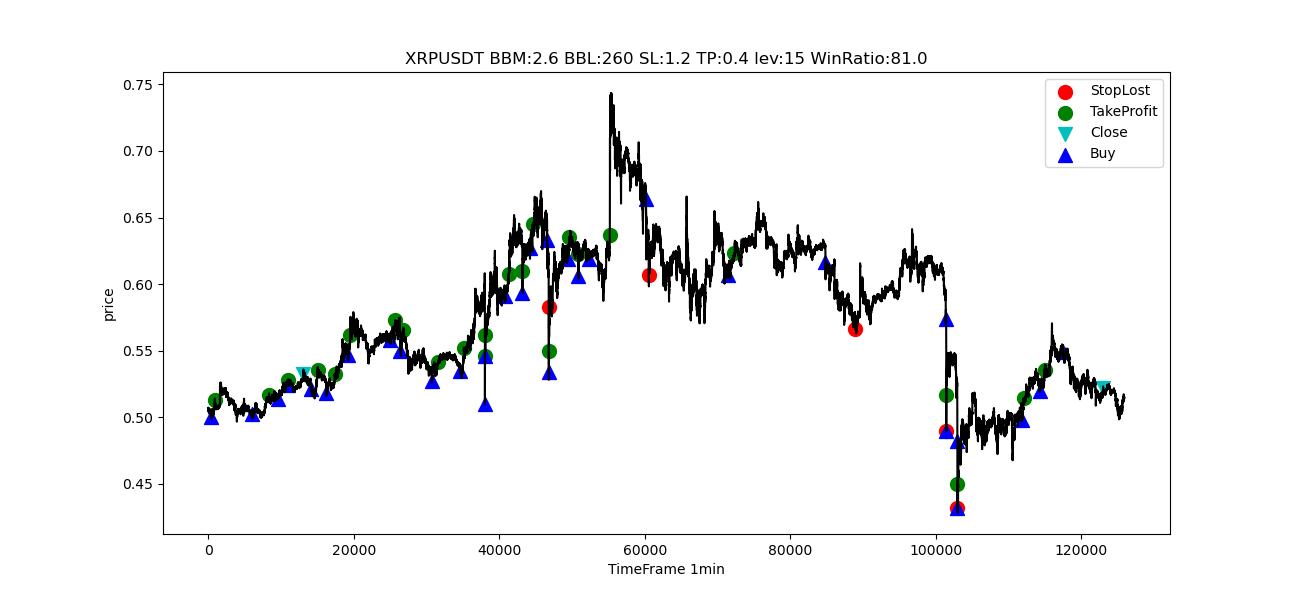 XRPUSDT BBM:2.6 BBL:260 SL:1.2 TP:0.4 lev:15 WinRatio:81.0
StopLost
TakeProfit
Close
Buy
price
0.75
0.70
0.65
0.60
0.55
0.50
0.45
0 20000 40000 60000 80000 100000 120000
TimeFrame 1min